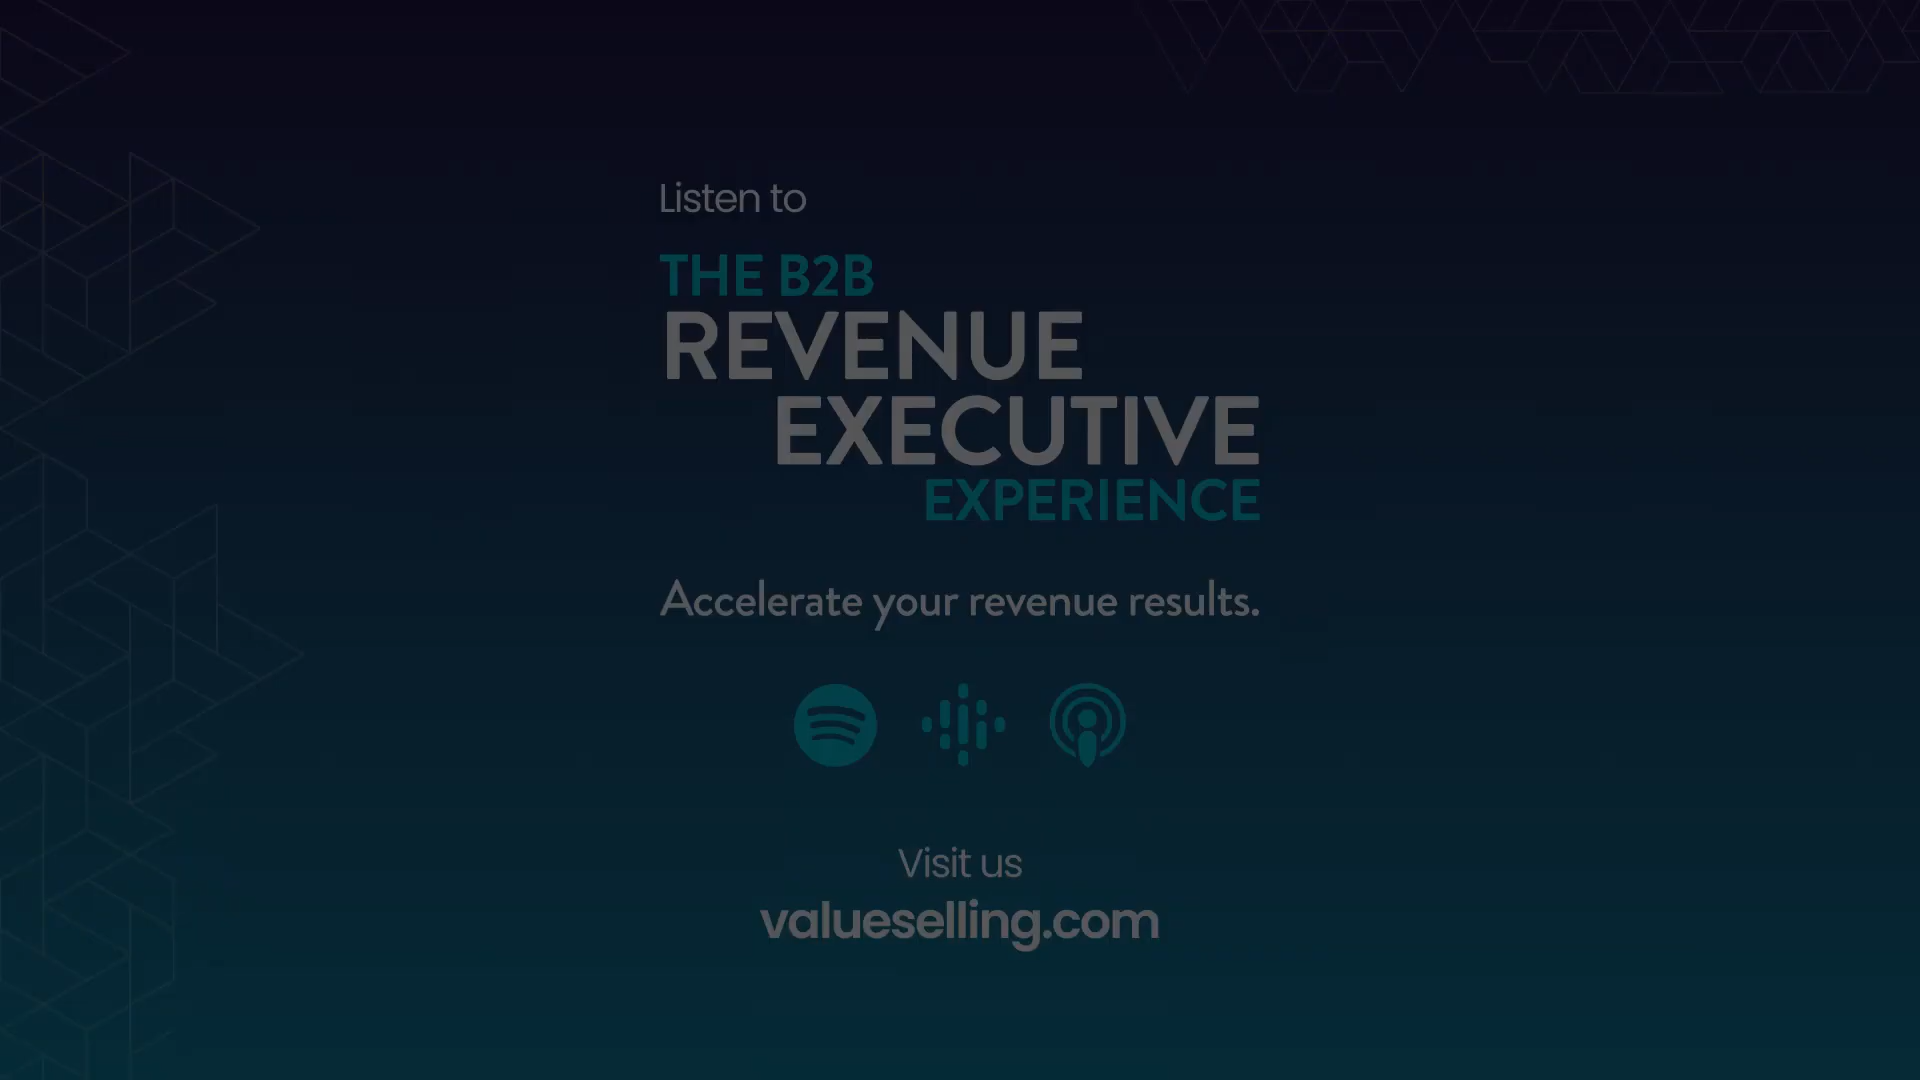 Listen to
THE B2B
REVENUE
EXECUTIVE
EXPERIENCE
Accelerate your revenue results.
Visit us
valueselling.com